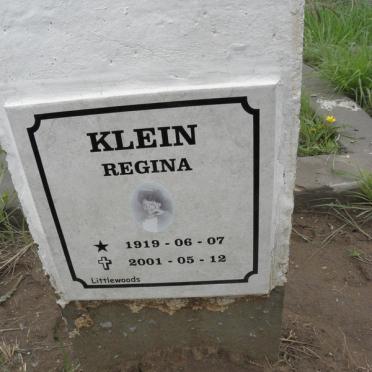 KLEIN
REGINA
1919 - 06 - 07
2001 - 05 - 12
Littlewoods